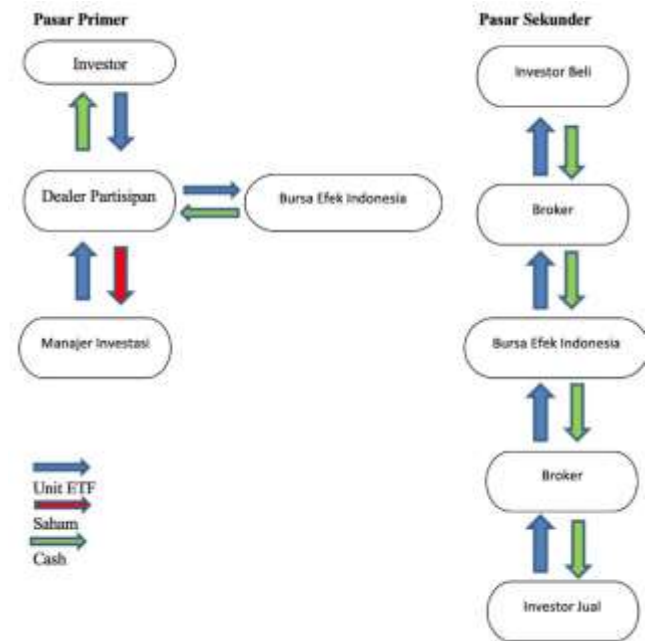 Pasar Primer
Investor
Dealer Partisipan
Bursa Efek Indonesia
Manajer Investasi
Unit ETF
Saham
Cash
Pasar Sekunder
Investor Beli
Broker
Bursa Efek Indonesia
Broker
Investor Jual